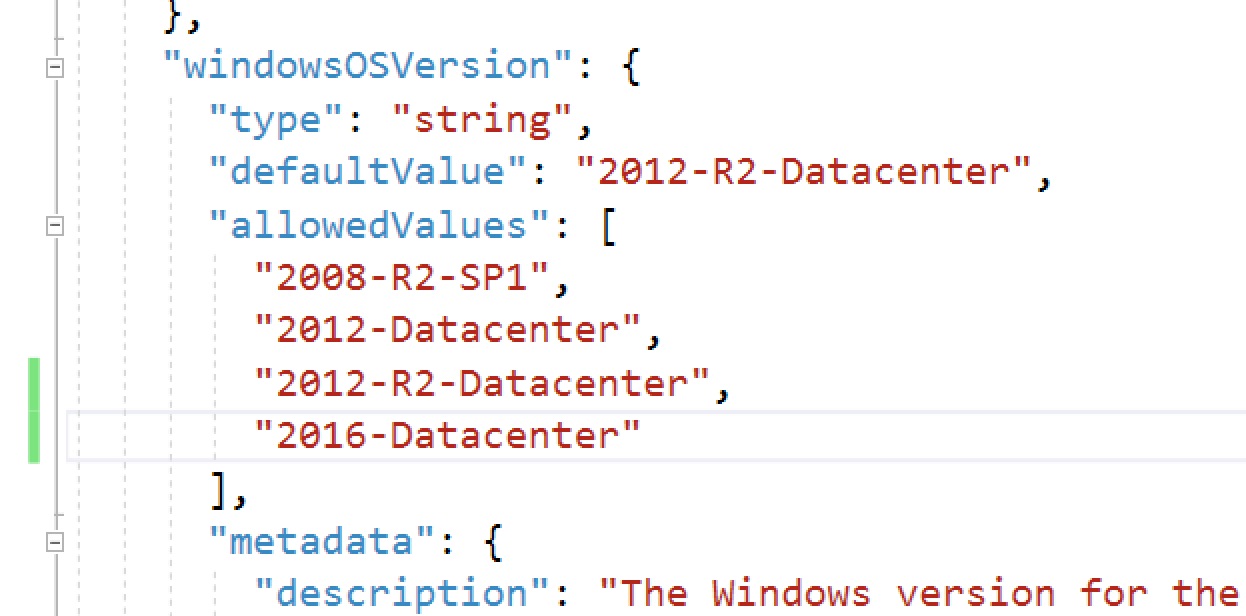 },
"windowsOSVersion": {
"type": "string",
"defaultValue": "2012-R2-Datacenter",
"allowedValues": [
"2008-R2-SP1",
"2012-Datacenter",
"2012-R2-Datacenter",
"2016-Datacenter"
],
"metadata": {
"description": "The Windows version for the